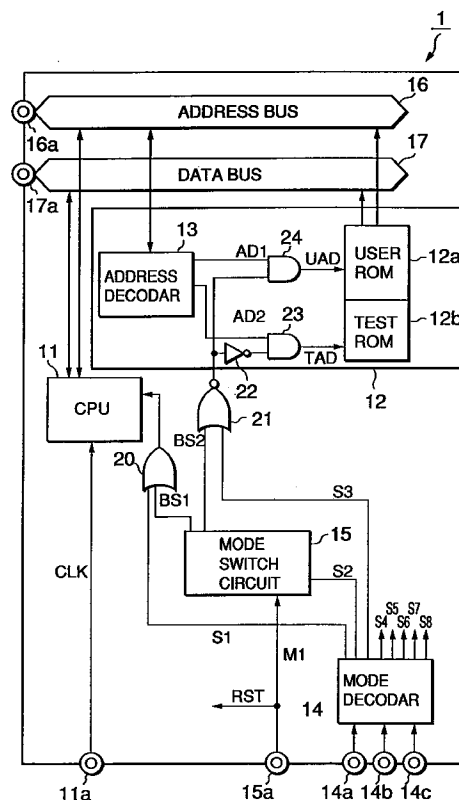 1
16
ADDRESS BUS
16a
17
DATA BUS
17a
13
24
AD1
UAD
ADDRESS
DECODAR
USER
ROM
12a
AD2
23
TEST
ROM
12b
TAD
22
12
11
CPU
20
BS2
21
BS1
S3
15
MODE
SWITCH
CIRCUIT
CLK
S2
S4
S5
S6
S7
S8
S1
M1
MODE
DECODAR
RST
14
11a
15a
14a
14b
14c